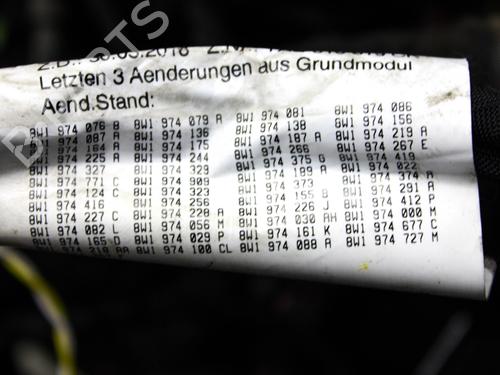 Z.B.: 30.05.2018
Letzten 3 Aenderungen aus Grundmodul
Aend.Stand:
8W1 974 076 B 8W1 974 079 A 8W1 974 081 8W1 974 086
8W1 974 087 A 8W1 974 136 8W1 974 138 8W1 974 156
8W1 974 184 A 8W1 974 175 8W1 974 187 A 8W1 974 219 A
8W1 974 225 A 8W1 974 244 8W1 974 266 8W1 974 267 E
8W1 974 327 8W1 974 329 8W1 974 375 G 8W1 974 419
8W1 974 771 C 8W1 974 909 8W1 974 189 A 8W1 974 022
8W1 974 124 C 8W1 974 323 8W1 974 373 8W1 974 374 A
8W1 974 416 8W1 974 256 8W1 974 155 B 8W1 974 291 A
8W1 974 227 C 8W1 974 228 A 8W1 974 226 J 8W1 974 412 P
8W1 974 082 L 8W1 974 056 M 8W1 974 030 AH 8W1 974 000 M
8W1 974 165 D 8W1 974 029 P 8W1 974 161 K 8W1 974 677 C
974 218 AA 8W1 974 100 CL 8W1 974 088 A 8W1 974 727 M